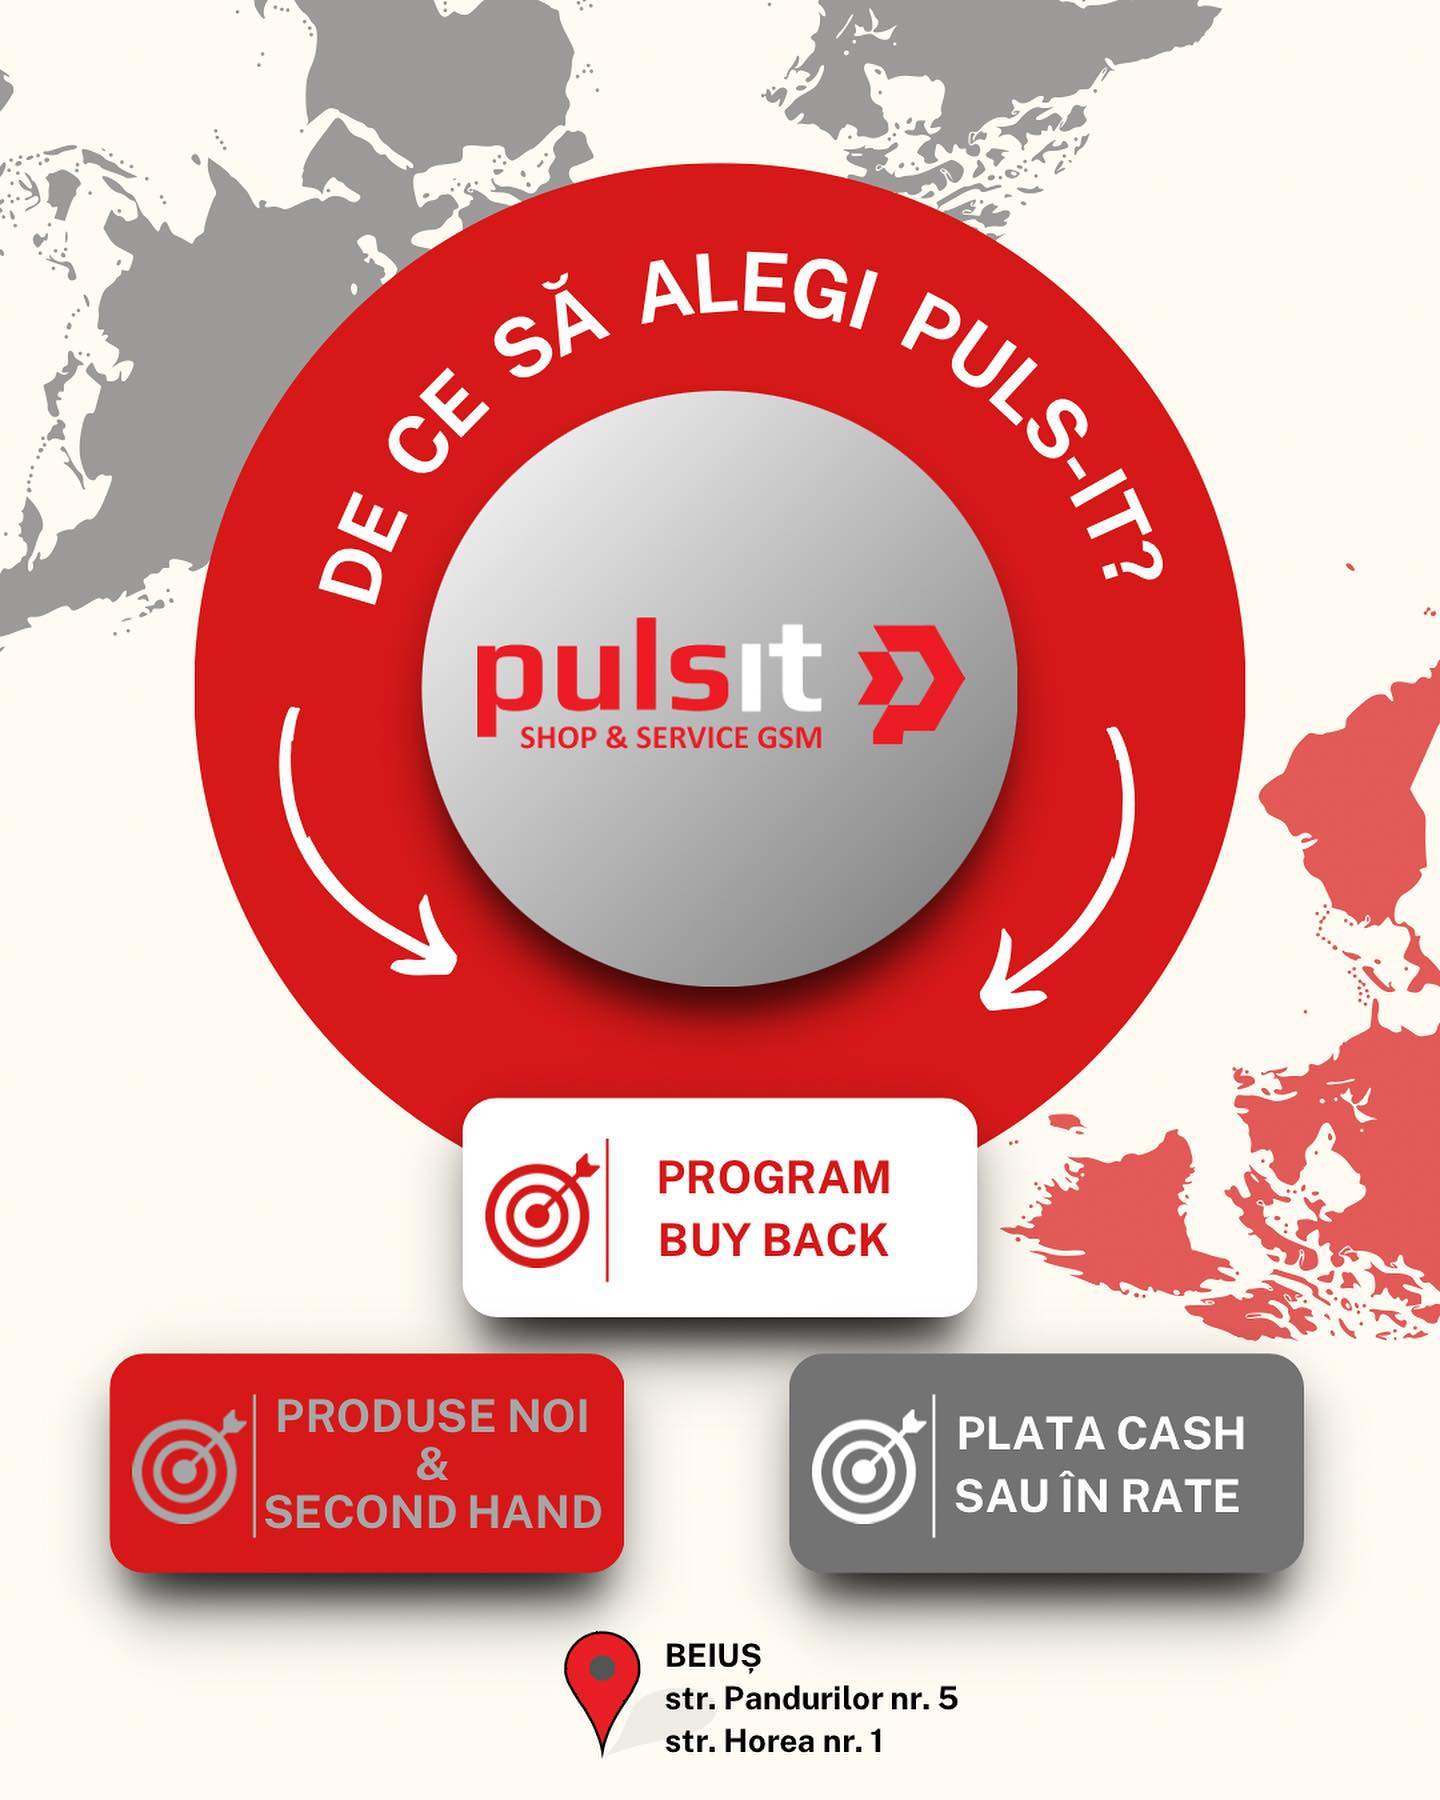 DE CE SĂ ALEGI PULS-IT?
pulsıt
SHOP & SERVICE GSM
PROGRAM
BUY BACK
PRODUSE NOI
&
SECOND HAND
PLATA CASH
SAU ÎN RATE
BEIUȘ
str. Pandurilor nr. 5
str. Horea nr. 1